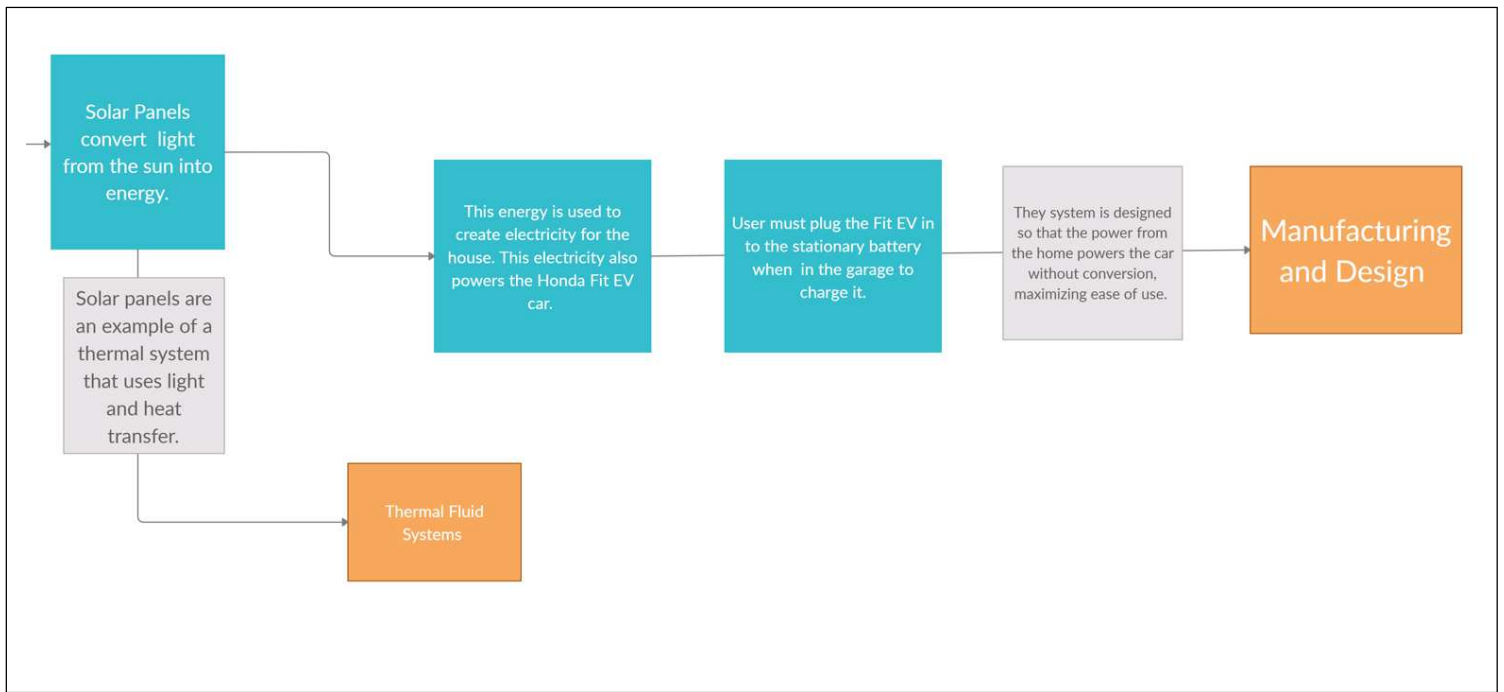 Solar Panels
convert light
from the sun into
energy.
This energy is used to
create electricity for the
house. This electricity also
powers the Honda Fit EV
car.
User must plug the Fit EV in
to the stationary battery
when in the garage to
charge it.
They system is designed
so that the power from
the home powers the car
without conversion,
maximizing ease of use.
Manufacturing
and Design
Solar panels are
an example of a
thermal system
that uses light
and heat
transfer.
Thermal Fluid
Systems